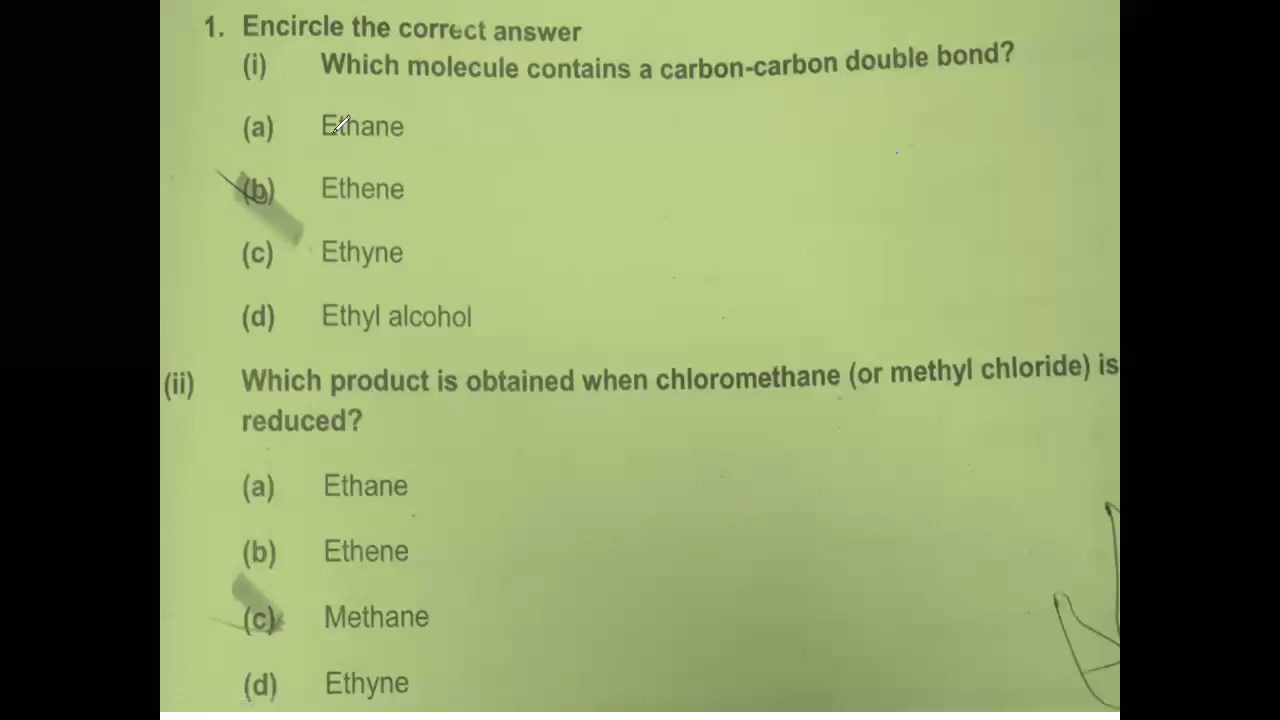 1. Encircle the correct answer
(i) Which molecule contains a carbon-carbon double bond?
(a) Ethane
(b) Ethene
(c) Ethyne
(d) Ethyl alcohol
(ii) Which product is obtained when chloromethane (or methyl chloride) is
reduced?
(a) Ethane
(b) Ethene
(c) Methane
(d) Ethyne